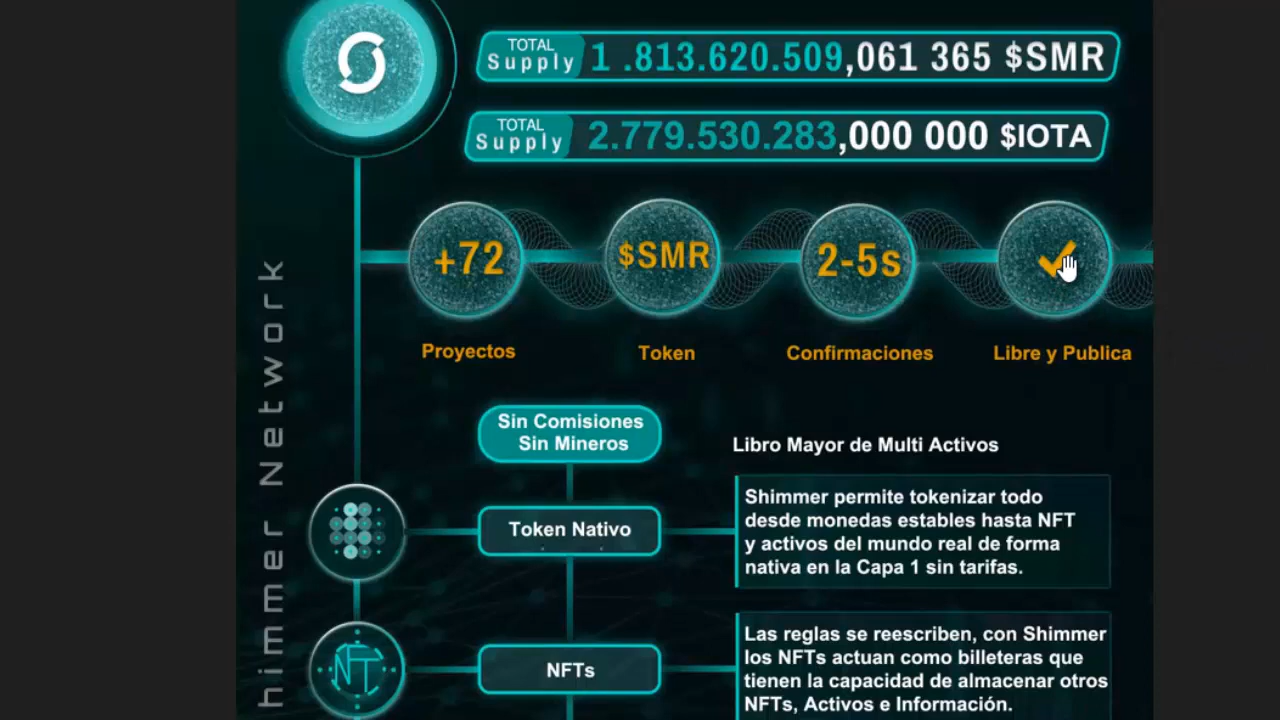 TOTAL
Supply
1 .813.620.509,061 365 $SMR
TOTAL
Supply
2.779.530.283,000 000 $IOTA
+72
$SMR
2-5s
Proyectos
Token
Confirmaciones
Libre y Publica
himmer Network
Sin Comisiones
Sin Mineros
Libro Mayor de Multi Activos
Token Nativo
Shimmer permite tokenizar todo
desde monedas estables hasta NFT
y activos del mundo real de forma
nativa en la Capa 1 sin tarifas.
NFT
NFTs
Las reglas se reescriben, con Shimmer
los NFTs actuan como billeteras que
tienen la capacidad de almacenar otros
NFTs, Activos e Información.